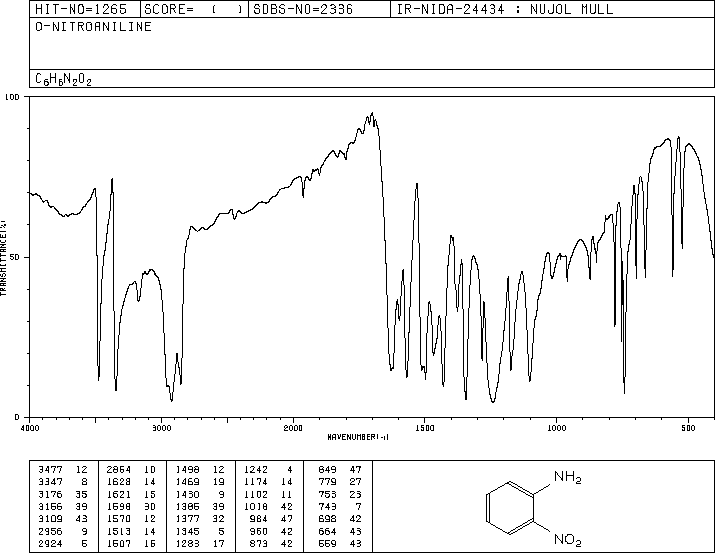 HIT-NO=1265 SCORE= ( ) SDBS-NO=2336 IR-NIDA-24434 : NUJOL MULL
O-NITROANILINE
C6H6N2O2
100
50
0
TRANSMITTANCE(%)
4000 3000 2000 1500 1000 500
WAVENUMBER(-1)
3477 12 2854 10 1498 12 1242 4 849 47
3347 8 1628 14 1469 19 1174 14 779 27
3176 35 1621 15 1430 9 1102 11 753 23
3166 39 1598 30 1386 39 1018 42 743 7
3109 43 1570 12 1377 32 984 47 698 42
2956 9 1513 14 1345 5 960 42 664 43
2924 5 1507 15 1283 17 873 42 559 43
NH2
NO2